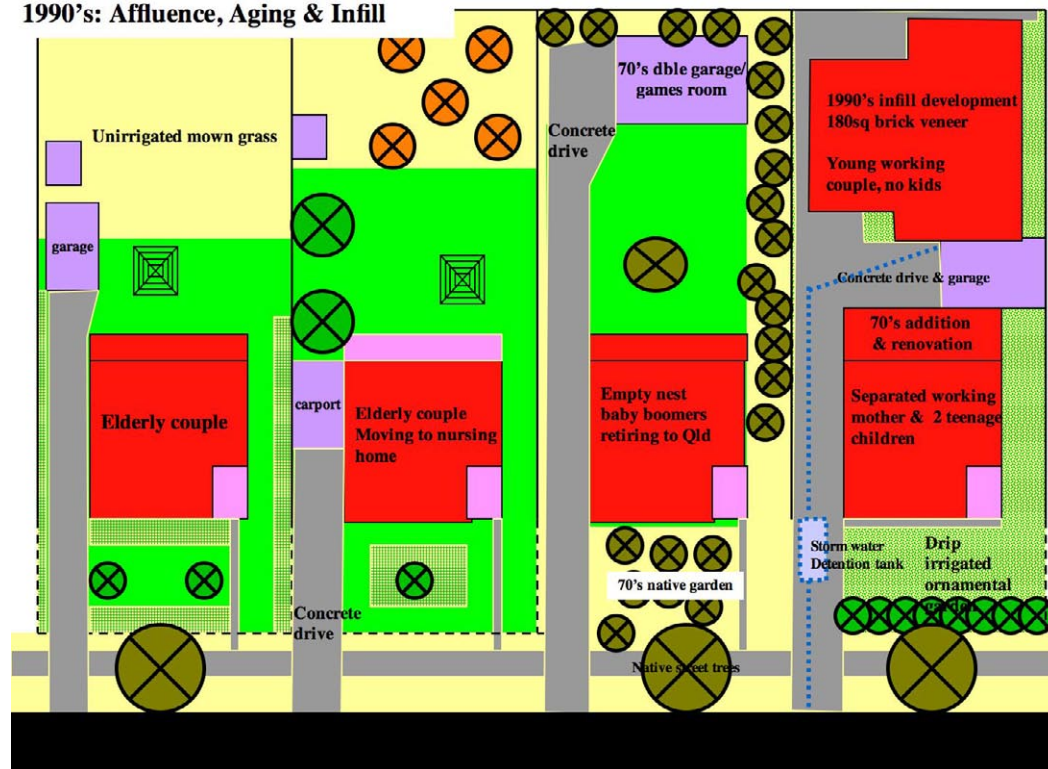 1990's: Affluence, Aging & Infill
Unirrigated mown grass
garage
Elderly couple
carport
Elderly couple
Moving to nursing
home
Concrete
drive
70's dble garage/
games room
Concrete
drive
Empty nest
baby boomers
retiring to Qld
70's native garden
Native street trees
1990's infill development
180sq brick veneer
Young working
couple, no kids
Concrete drive & garage
70's addition
& renovation
Separated working
mother & 2 teenage
children
Storm water
Detention tank
Drip
irrigated
ornamental
garden